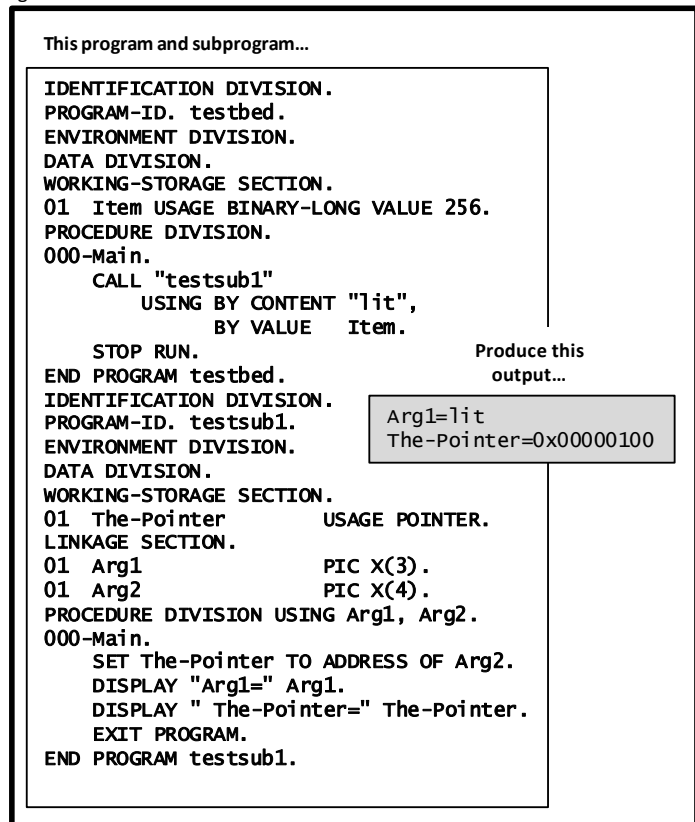 This program and subprogram…
IDENTIFICATION DIVISION.
PROGRAM-ID. testbed.
ENVIRONMENT DIVISION.
DATA DIVISION.
WORKING-STORAGE SECTION.
01  Item USAGE BINARY-LONG VALUE 256.
PROCEDURE DIVISION.
000-Main.
    CALL "testsub1"
        USING BY CONTENT "lit",
              BY VALUE   Item.
    STOP RUN.
END PROGRAM testbed.
IDENTIFICATION DIVISION.
PROGRAM-ID. testsub1.
ENVIRONMENT DIVISION.
DATA DIVISION.
WORKING-STORAGE SECTION.
01  The-Pointer        USAGE POINTER.
LINKAGE SECTION.
01  Arg1               PIC X(3).
01  Arg2               PIC X(4).
PROCEDURE DIVISION USING Arg1, Arg2.
000-Main.
    SET The-Pointer TO ADDRESS OF Arg2.
    DISPLAY "Arg1=" Arg1.
    DISPLAY " The-Pointer=" The-Pointer.
    EXIT PROGRAM.
END PROGRAM testsub1.
Produce this
output…
Arg1=lit
The-Pointer=0x00000100